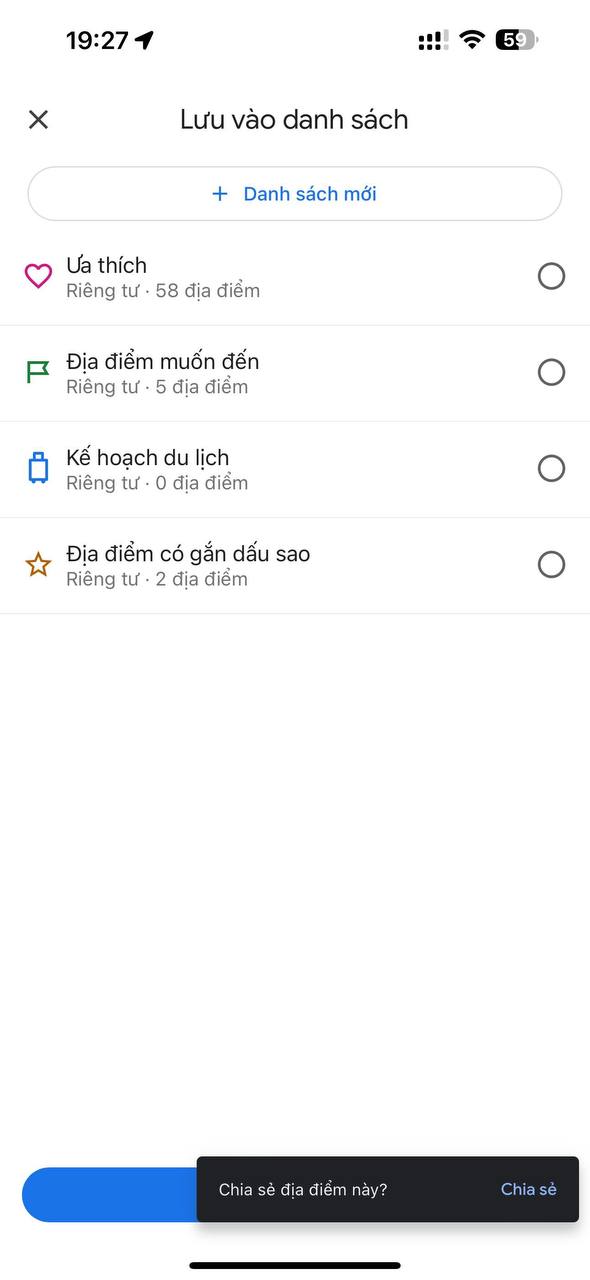 19:27
59
Lưu vào danh sách
+ Danh sách mới
Ưa thích
Riêng tư · 58 địa điểm
Địa điểm muốn đến
Riêng tư · 5 địa điểm
Kế hoạch du lịch
Riêng tư · 0 địa điểm
Địa điểm có gắn dấu sao
Riêng tư · 2 địa điểm
Chia sẻ địa điểm này? Chia sẻ